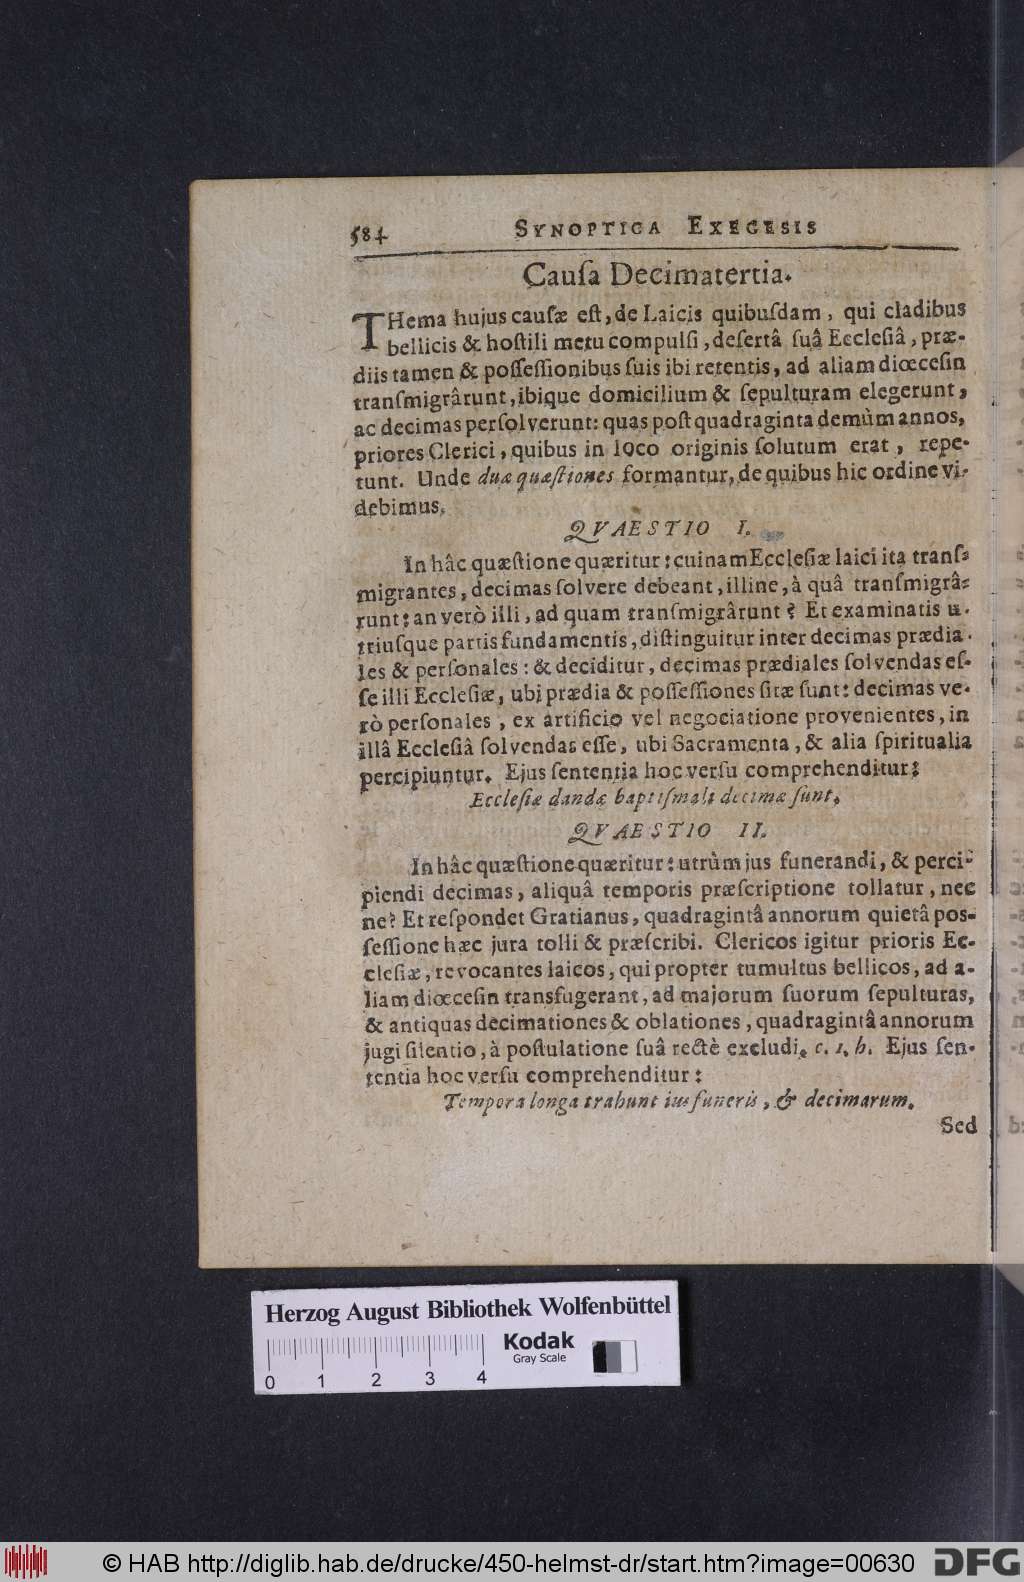 584 SYNOPTICA EXEGESIS
Cauſa Decimatertia.
THema hujus cauſæ eſt, de Laicis quibuſdam, qui cladibus
bellicis & hoſtili metu compulſi, deſertâ ſuâ Eccleſiâ, præ-
diis tamen & poſſeſſionibus ſuis ibi retentis, ad aliam diœceſin
tranſmigrârunt, ibique domicilium & ſepulturam elegerunt,
ac decimas perſolverunt: quas poſt quadraginta demùm annos,
priores Clerici, quibus in loco originis ſolutum erat, repe-
tunt. Unde duæ quæſtiones formantur, de quibus hic ordine vi-
debimus.
QVAESTIO I.
In hâc quæſtione quæritur: cuinam Eccleſiæ laici ita tranſ-
migrantes, decimas ſolvere debeant, illine, à quâ tranſmigrâ-
runt: an verò illi, ad quam tranſmigrârunt? Et examinatis u-
triuſque partis fundamentis, diſtinguitur inter decimas prædia-
les & perſonales: & deciditur, decimas prædiales ſolvendas eſ-
ſe illi Eccleſiæ, ubi prædia & poſſeſſiones ſitæ ſunt: decimas ve-
rò perſonales, ex artificio vel negociatione provenientes, in
illâ Eccleſiâ ſolvendas eſſe, ubi Sacramenta, & alia ſpiritualia
percipiuntur. Ejus ſententia hoc verſu comprehenditur:
Eccleſiæ dandæ baptiſmali decimæ ſunt.
QVAESTIO II.
In hâc quæſtione quæritur: utrùm jus funerandi, & perci-
piendi decimas, aliquâ temporis præſcriptione tollatur, nec
ne? Et reſpondet Gratianus, quadragintâ annorum quietâ poſ-
ſeſſione hæc jura tolli & præſcribi. Clericos igitur prioris Ec-
cleſiæ, revocantes laicos, qui propter tumultus bellicos, ad a-
liam diœceſin transfugerant, ad majorum ſuorum ſepulturas,
& antiquas decimationes & oblationes, quadragintâ annorum
jugi ſilentio, à poſtulatione ſuâ rectè excludi. c. 1. h. Ejus ſen-
tentia hoc verſu comprehenditur:
Tempora longa trahunt ius funeris, & decimarum.
Sed
Herzog August Bibliothek Wolfenbüttel
Kodak
Gray Scale
0 1 2 3 4
© HAB http://diglib.hab.de/drucke/450-helmst-dr/start.htm?image=00630 DFG